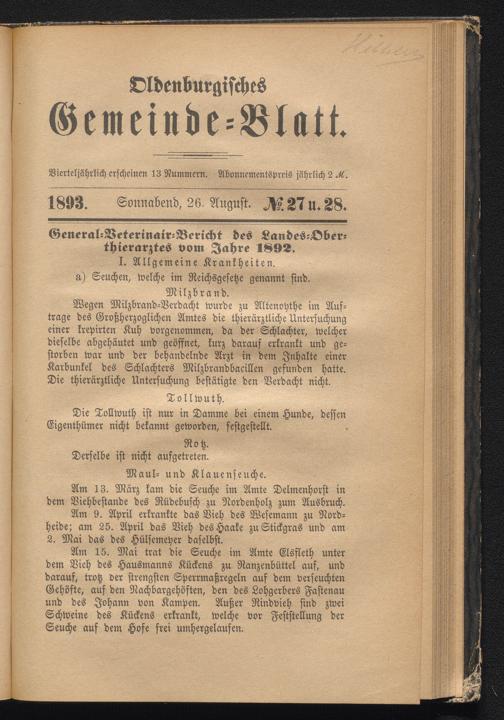 Oldenburgisches
Gemeinde-Blatt.
Vierteljährlich erscheinen 13 Nummern. Abonnementspreis jährlich 2 M.
1893. Sonnabend, 26. August. № 27 u. 28.
General-Veterinair-Bericht des Landes-Ober-
thierarztes vom Jahre 1892.
I. Allgemeine Krankheiten.
a) Seuchen, welche im Reichsgesetze genannt sind.
Milzbrand.
Wegen Milzbrand-Verdacht wurde zu Altenoythe im Auf-
trage des Großherzoglichen Amtes die thierärztliche Untersuchung
einer krepirten Kuh vorgenommen, da der Schlachter, welcher
dieselbe abgehäutet und geöffnet, kurz darauf erkrankt und ge-
storben war und der behandelnde Arzt in dem Inhalte einer
Karbunkel des Schlachters Milzbrandbacillen gefunden hatte.
Die thierärztliche Untersuchung bestätigte den Verdacht nicht.
Tollwuth.
Die Tollwuth ist nur in Damme bei einem Hunde, dessen
Eigenthümer nicht bekannt geworden, festgestellt.
Rotz.
Derselbe ist nicht aufgetreten.
Maul- und Klauenseuche.
Am 13. März kam die Seuche im Amte Delmenhorst in
dem Viehbestande des Rüdebusch zu Nordenholz zum Ausbruch.
Am 9. April erkrankte das Vieh des Wesemann zu Nord-
heide; am 25. April das Vieh des Haake zu Stickgras und am
2. Mai das des Hülsemeyer daselbst.
Am 15. Mai trat die Seuche im Amte Elsfleth unter
dem Vieh des Hausmanns Kückens zu Ranzenbüttel auf, und
darauf, trotz der strengsten Sperrmaßregeln auf dem verseuchten
Gehöfte, auf den Nachbargehöften, den des Lohgerbers Fastenau
und des Johann von Kampen. Außer Rindvieh sind zwei
Schweine des Kückens erkrankt, welche vor Feststellung der
Seuche auf dem Hofe frei umhergelaufen.